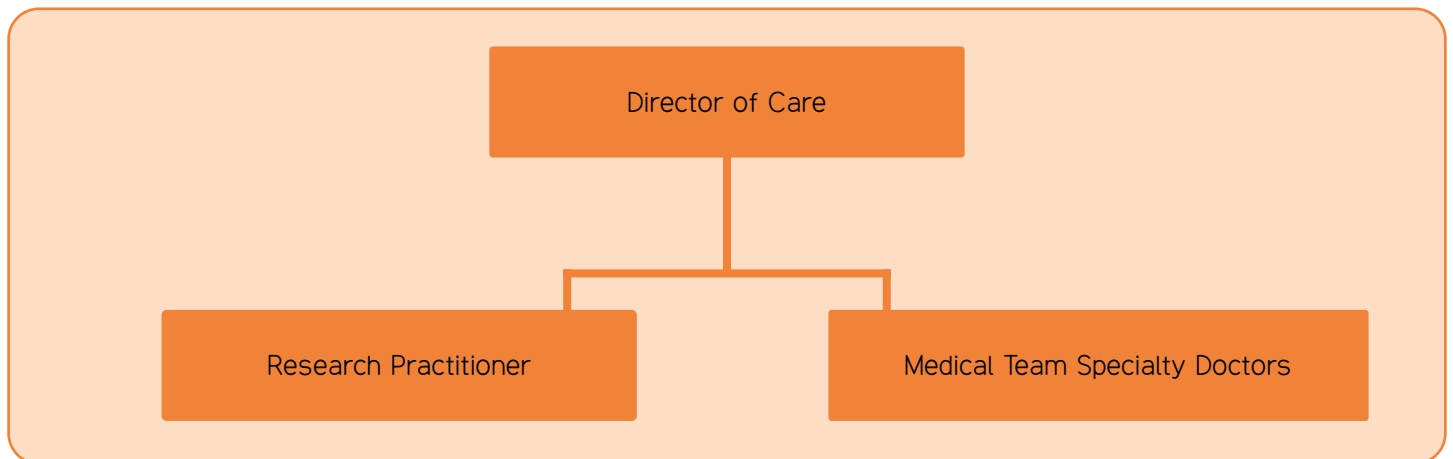 Director of Care
Research Practitioner
Medical Team Specialty Doctors